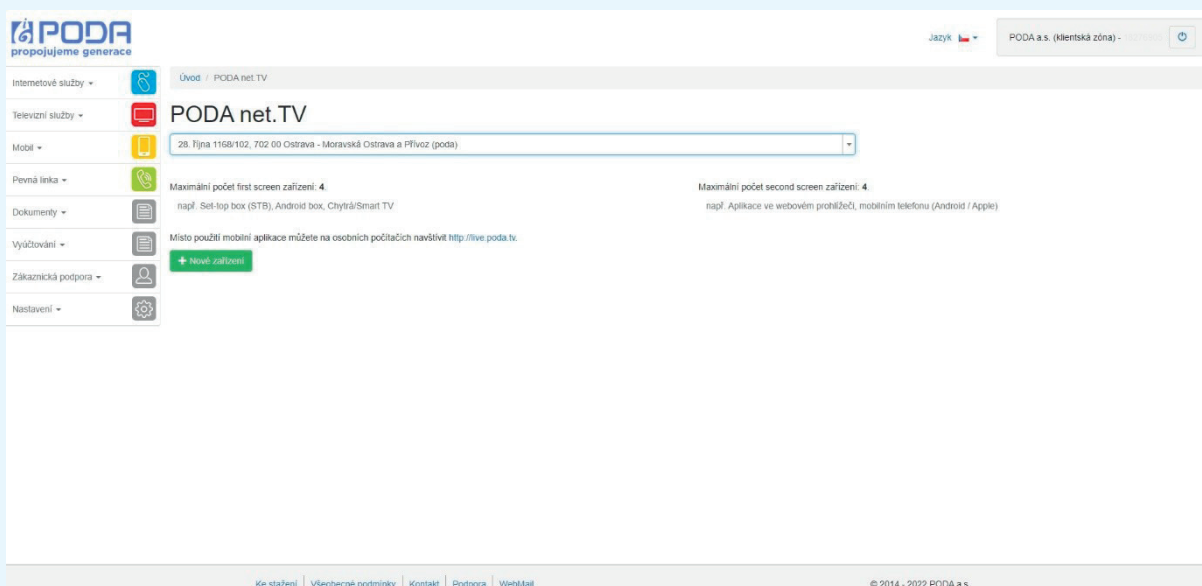 PODA
propojujeme generace
Jazyk
PODA a.s. (klientská zóna) -
Internetové služby
Televizní služby
Mobil
Pevná linka
Dokumenty
Vyúčtování
Zákaznická podpora
Nastavení
Úvod / PODA net.TV
PODA net.TV
28. října 1168/102, 702 00 Ostrava - Moravská Ostrava a Přívoz (poda)
Maximální počet first screen zařízení: 4.
např. Set-top box (STB), Android box, Chytrá/Smart TV
Maximální počet second screen zařízení: 4.
např. Aplikace ve webovém prohlížeči, mobilním telefonu (Android / Apple)
Místo použití mobilní aplikace můžete na osobních počítačích navštívit http://live.poda.tv.
+ Nové zařízení
Ke stažení | Všeobecné podmínky | Kontakt | Podpora | WebMail
© 2014 - 2022 PODA a.s.